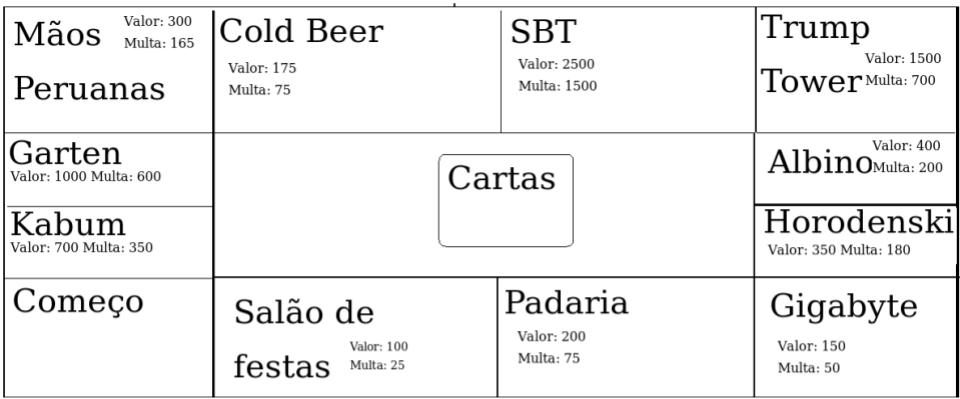 Mãos
Peruanas
Valor: 300
Multa: 165
Cold Beer
Valor: 175
Multa: 75
SBT
Valor: 2500
Multa: 1500
Trump
Tower
Valor: 1500
Multa: 700
Garten
Valor: 1000 Multa: 600
Cartas
Albino
Valor: 400
Multa: 200
Kabum
Valor: 700 Multa: 350
Horodenski
Valor: 350 Multa: 180
Começo
Salão de
festas
Valor: 100
Multa: 25
Padaria
Valor: 200
Multa: 75
Gigabyte
Valor: 150
Multa: 50